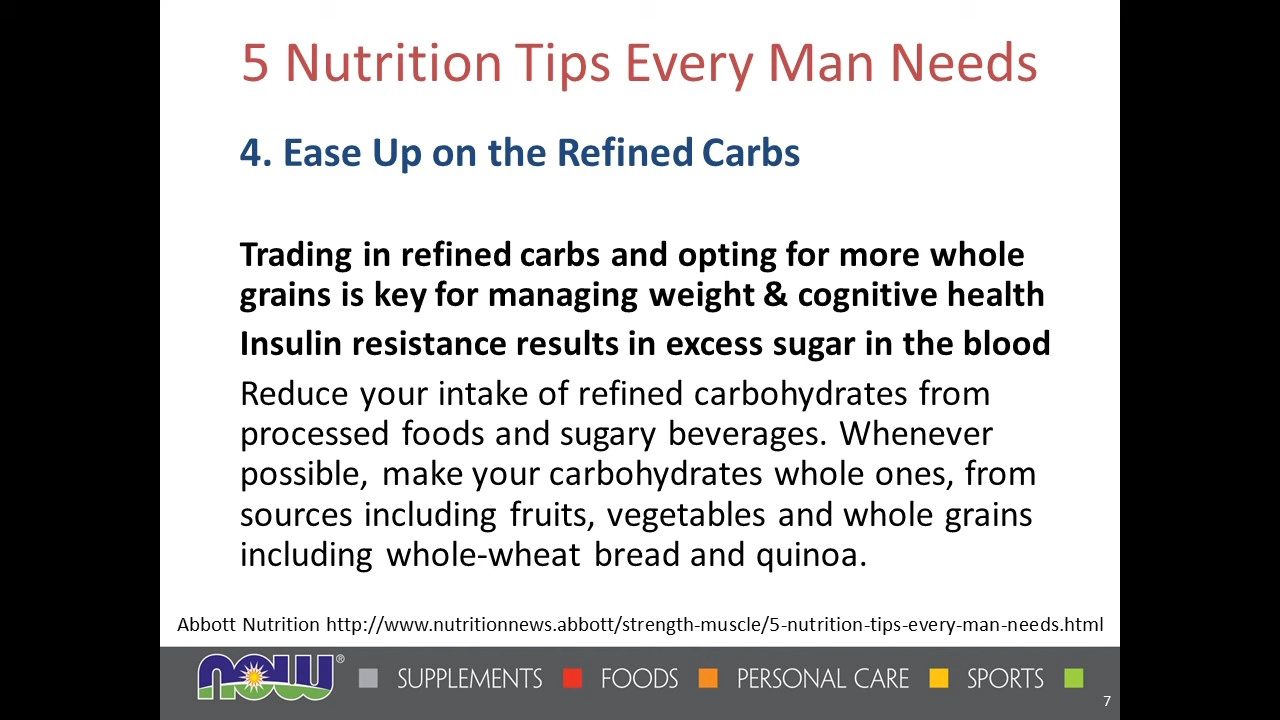 5 Nutrition Tips Every Man Needs
4. Ease Up on the Refined Carbs
Trading in refined carbs and opting for more whole
grains is key for managing weight & cognitive health
Insulin resistance results in excess sugar in the blood
Reduce your intake of refined carbohydrates from
processed foods and sugary beverages. Whenever
possible, make your carbohydrates whole ones, from
sources including fruits, vegetables and whole grains
including whole-wheat bread and quinoa.
Abbott Nutrition http://www.nutritionnews.abbott/strength-muscle/5-nutrition-tips-every-man-needs.html
now® SUPPLEMENTS FOODS PERSONAL CARE SPORTS
7